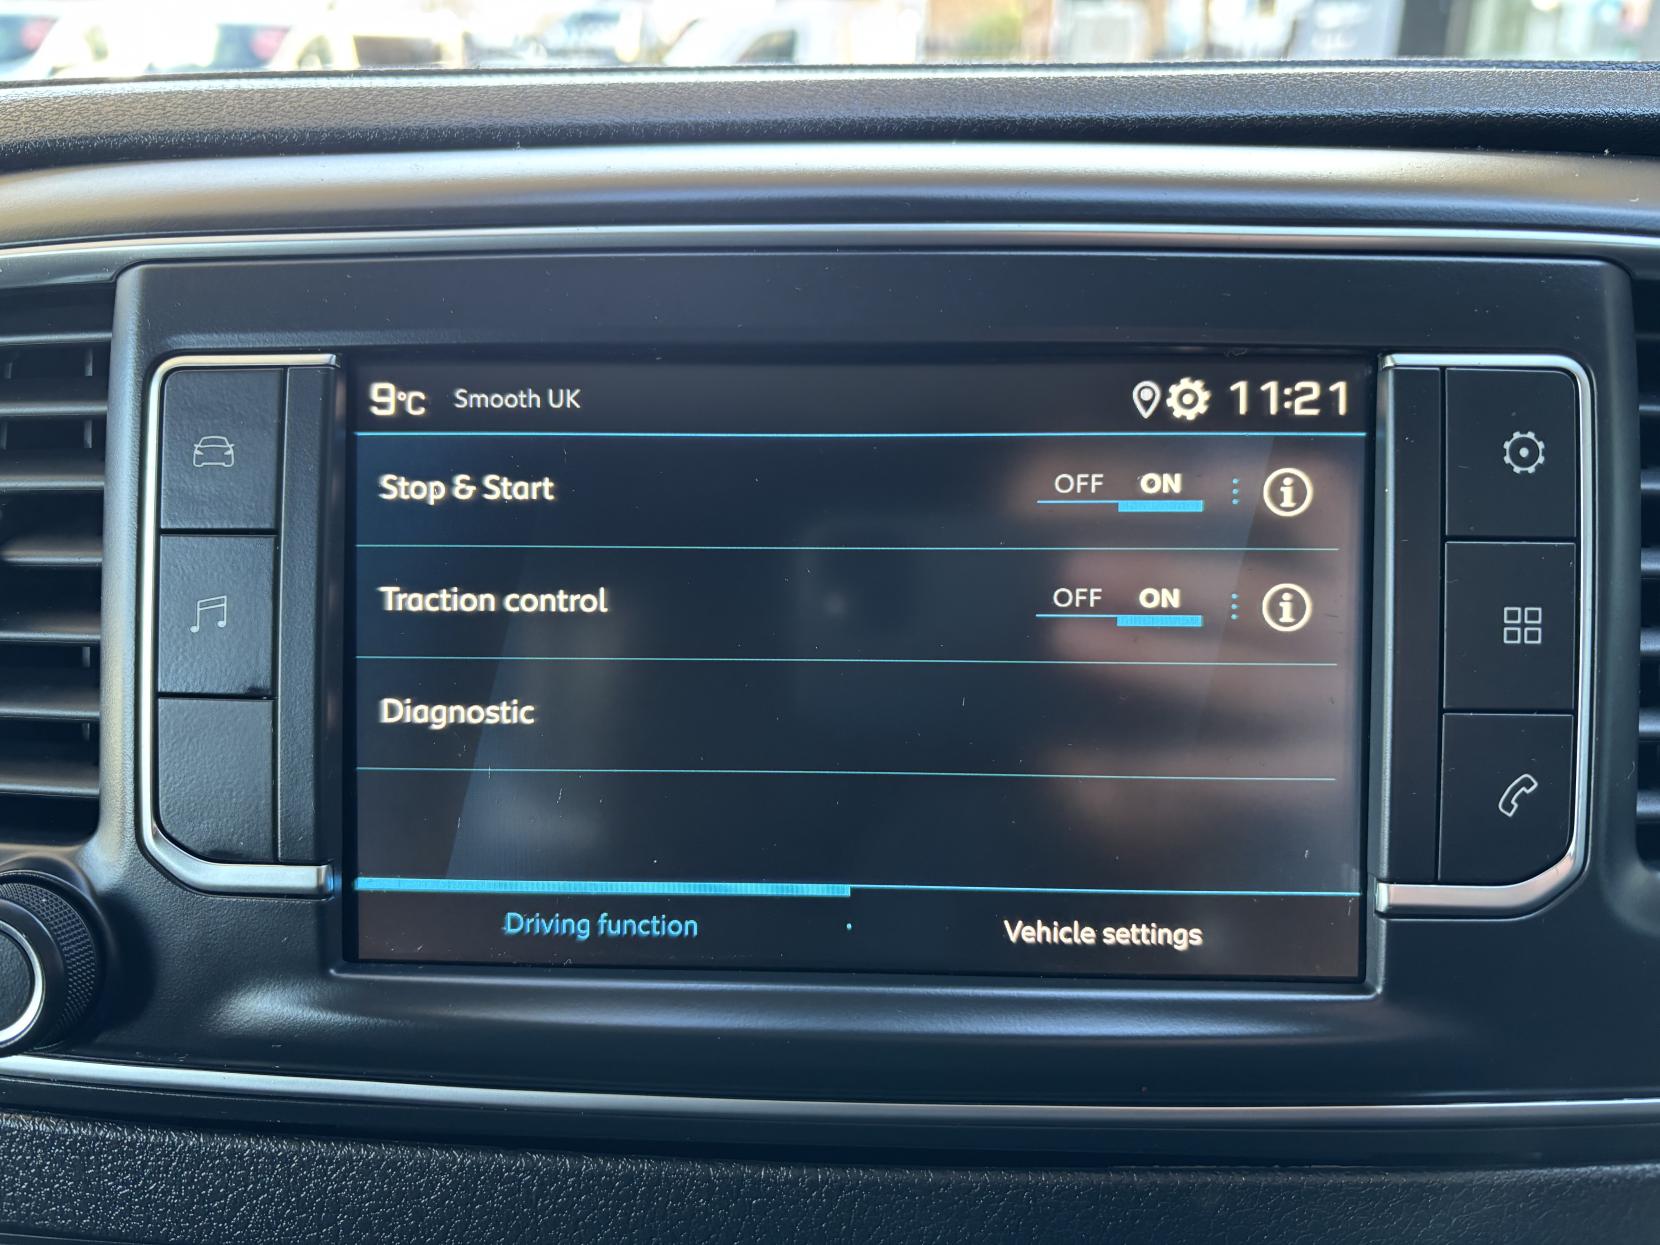 9°C Smooth UK 11:21
Stop & Start OFF ON i
Traction control OFF ON i
Diagnostic
Driving function Vehicle settings